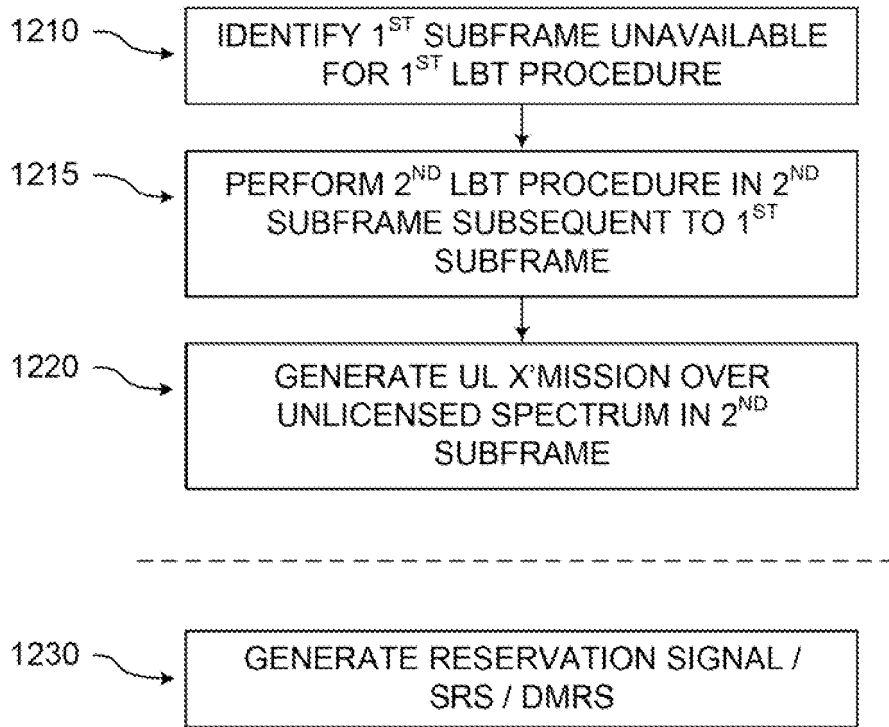 1210
IDENTIFY 1ST SUBFRAME UNAVAILABLE
FOR 1ST LBT PROCEDURE
1215
PERFORM 2ND LBT PROCEDURE IN 2ND
SUBFRAME SUBSEQUENT TO 1ST
SUBFRAME
1220
GENERATE UL X'MISSION OVER
UNLICENSED SPECTRUM IN 2ND
SUBFRAME
1230
GENERATE RESERVATION SIGNAL /
SRS / DMRS